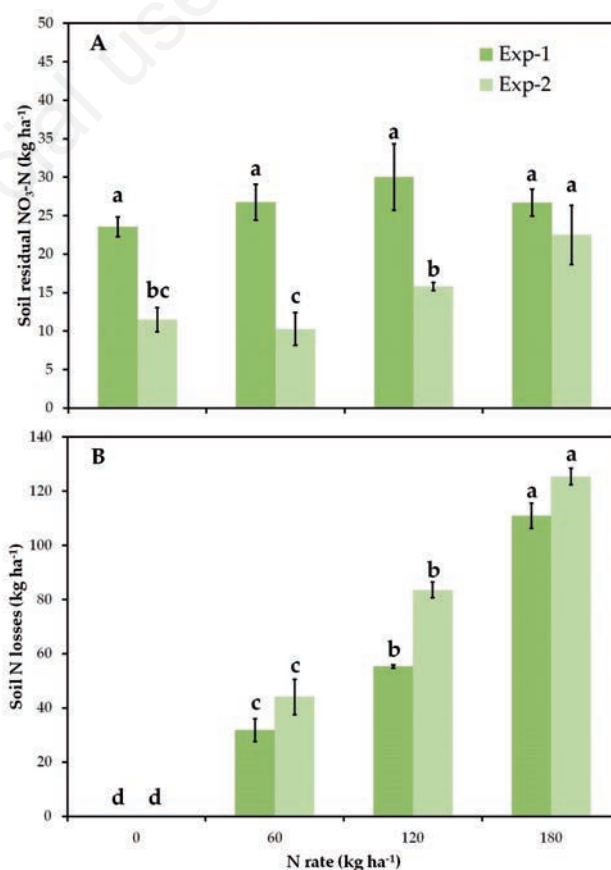 cial use
A
Exp-1
Exp-2
Soil residual NO₃-N (kg ha⁻¹)
50
45
40
35
30
25
20
15
10
5
0
a
bc
a
c
a
b
a
a
B
Soil N losses (kg ha⁻¹)
140
120
100
80
60
40
20
0
d
d
c
c
b
b
a
a
0
60
120
180
N rate (kg ha⁻¹)